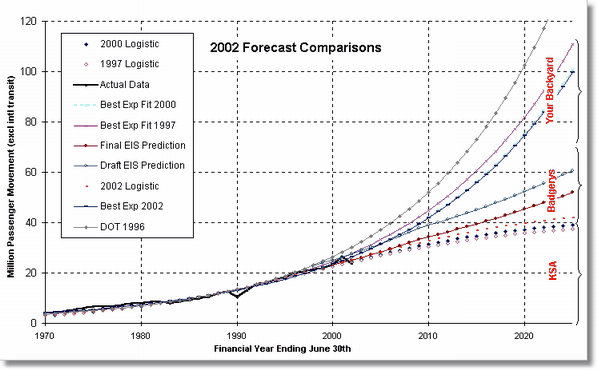 2002 Forecast Comparisons
Million Passenger Movement (excl intl transit)
120
100
80
60
40
20
0
2000 Logistic
1997 Logistic
Actual Data
Best Exp Fit 2000
Best Exp Fit 1997
Final EIS Prediction
Draft EIS Prediction
2002 Logistic
Best Exp 2002
DOT 1996
Your Backyard
Badgerys
KSA
1970
1980
1990
2000
2010
2020
Financial Year Ending June 30th